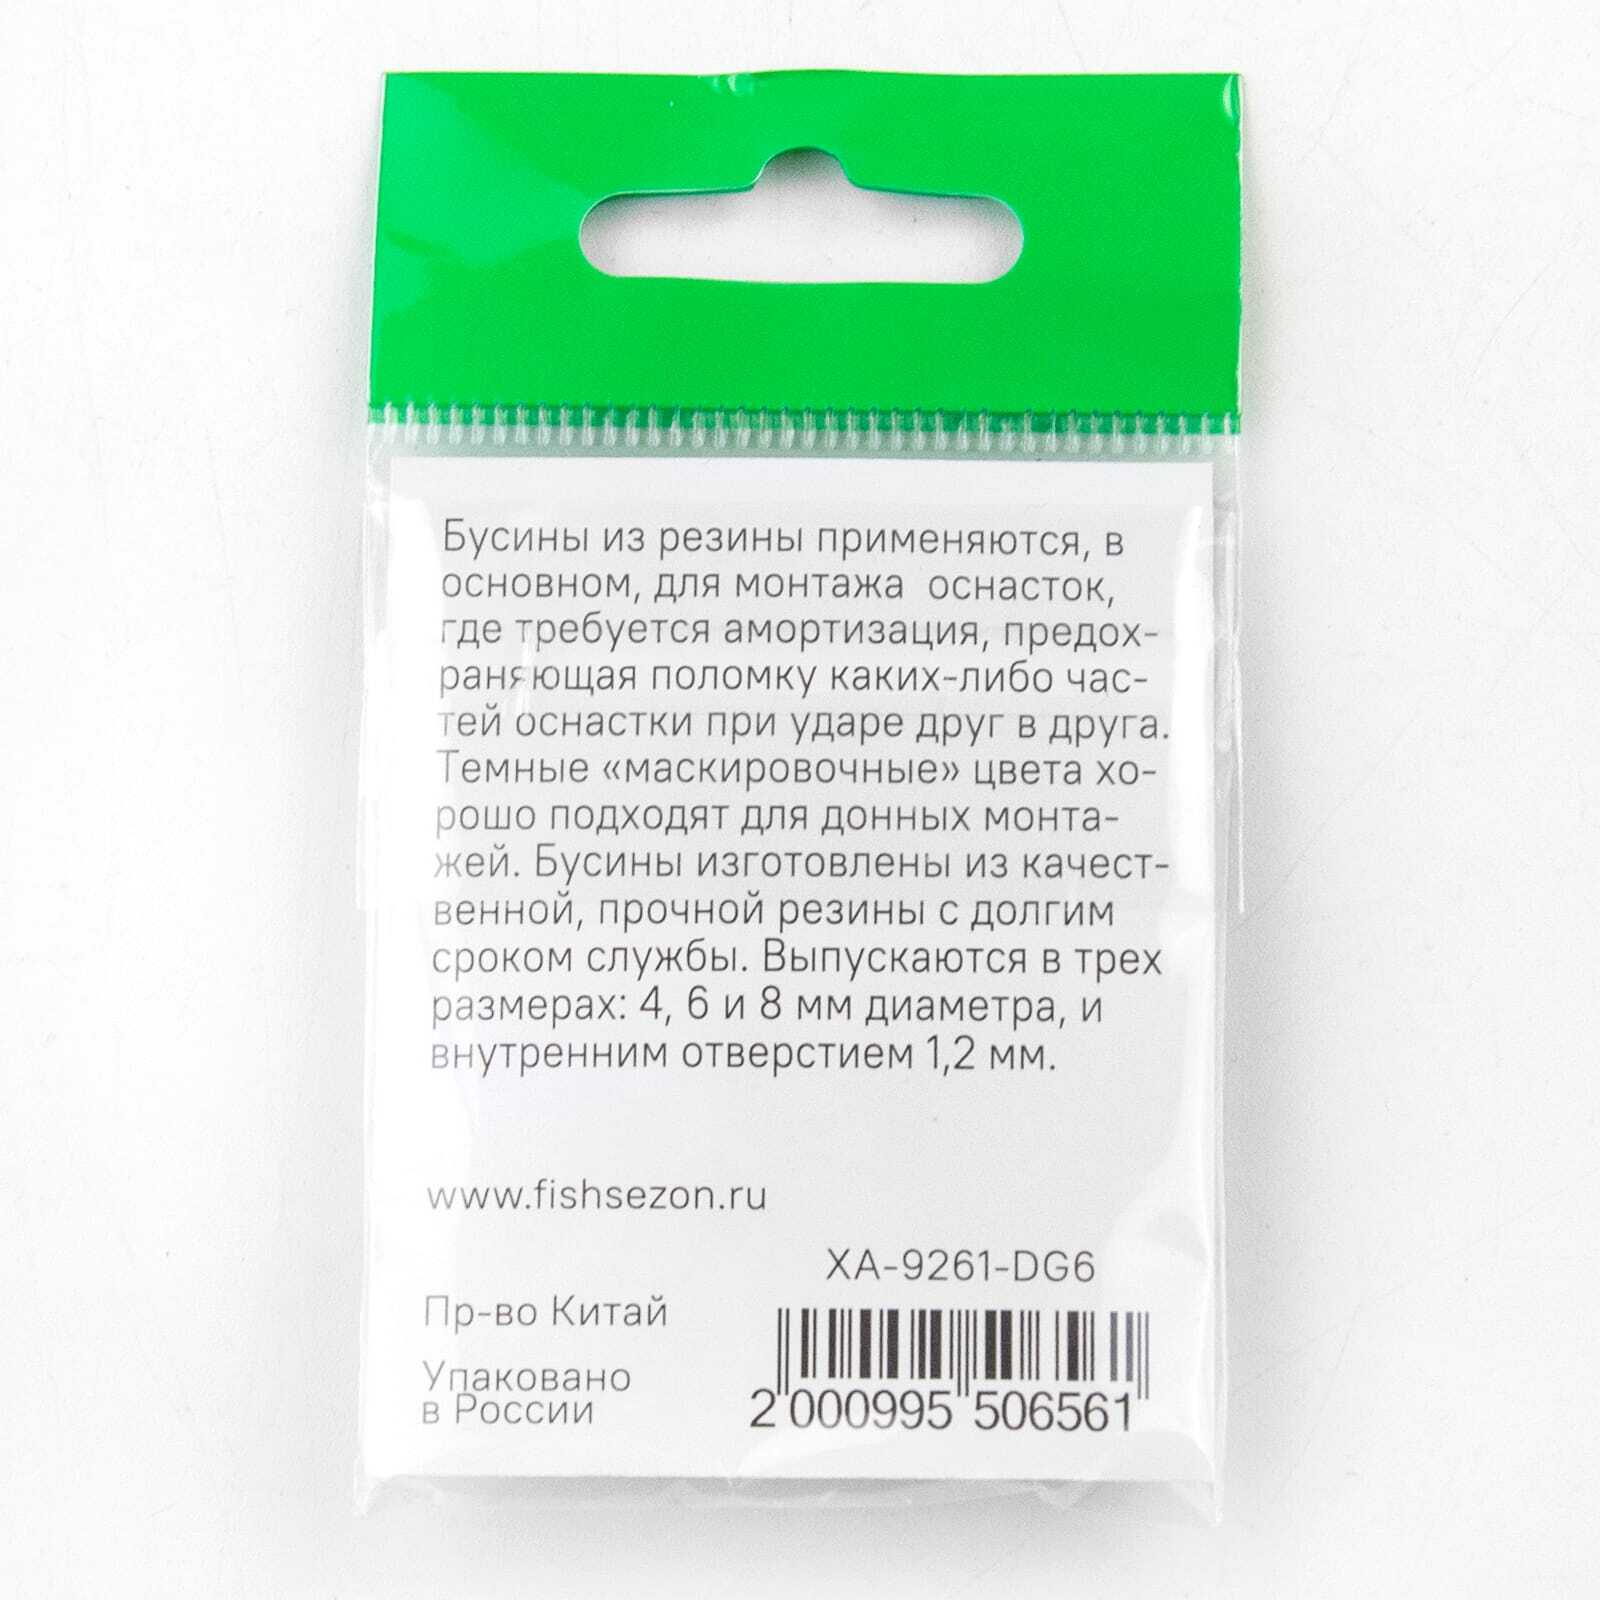 Бусины из резины применяются, в
основном, для монтажа оснасток,
где требуется амортизация, предох-
раняющая поломку каких-либо час-
тей оснастки при ударе друг в друга.
Темные «маскировочные» цвета хо-
рошо подходят для донных монта-
жей. Бусины изготовлены из качест-
венной, прочной резины с долгим
сроком службы. Выпускаются в трех
размерах: 4, 6 и 8 мм диаметра, и
внутренним отверстием 1,2 мм.
www.fishsezon.ru
XA-9261-DG6
Пр-во Китай
Упаковано
в России
2 000995 506561